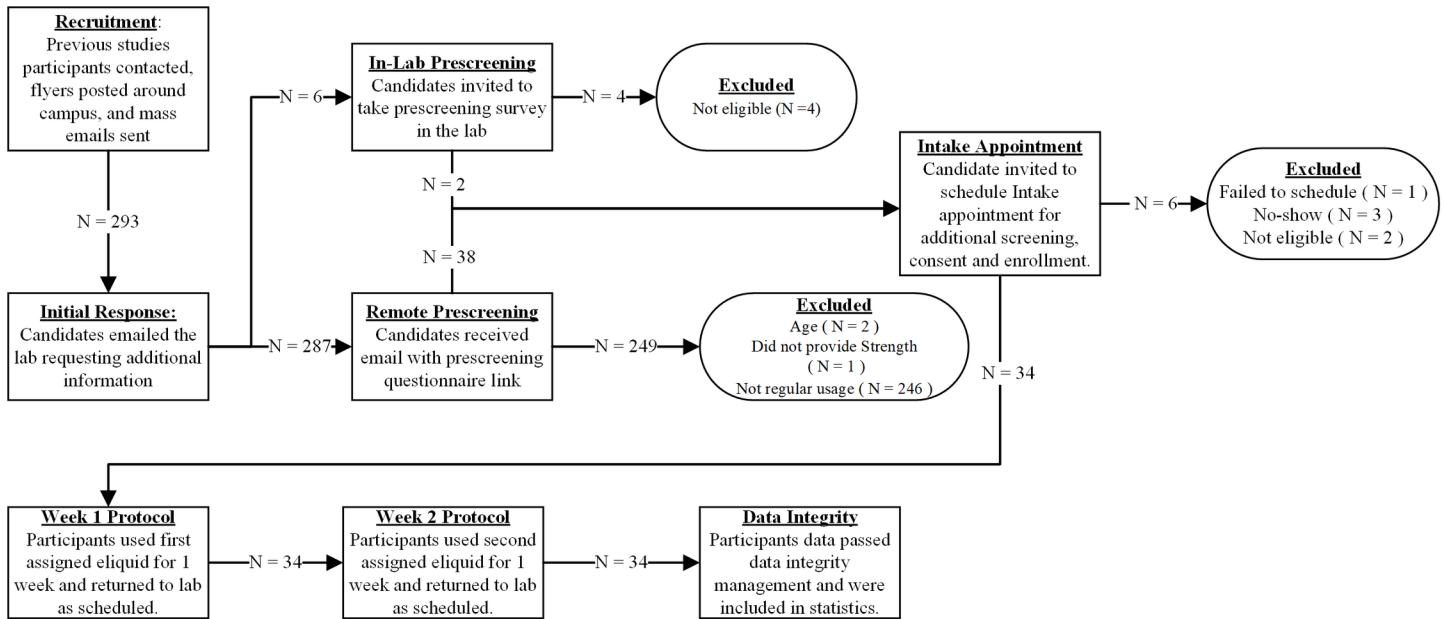 Recruitment:
Previous studies
participants contacted,
flyers posted around
campus, and mass
emails sent
N = 293
Initial Response:
Candidates emailed the
lab requesting additional
information
N = 6
In-Lab Prescreening
Candidates invited to
take prescreening survey
in the lab
N = 4
Excluded
Not eligible (N =4)
N = 2
N = 38
N = 287
Remote Prescreening
Candidates received
email with prescreening
questionnaire link
N = 249
Excluded
Age ( N = 2 )
Did not provide Strength
( N = 1 )
Not regular usage ( N = 246 )
Intake Appointment
Candidate invited to
schedule Intake
appointment for
additional screening,
consent and enrollment.
N = 6
Excluded
Failed to schedule ( N = 1 )
No-show ( N = 3 )
Not eligible ( N = 2 )
N = 34
Week 1 Protocol
Participants used first
assigned eliquid for 1
week and returned to lab
as scheduled.
N = 34
Week 2 Protocol
Participants used second
assigned eliquid for 1
week and returned to lab
as scheduled.
N = 34
Data Integrity
Participants data passed
data integrity
management and were
included in statistics.